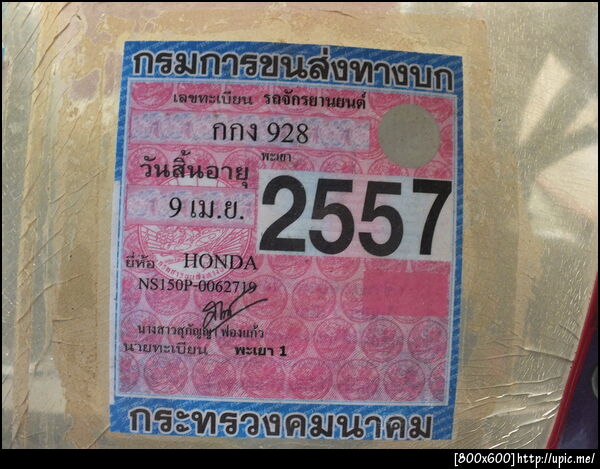 กรมการขนส่งทางบก
เลขทะเบียน รถจักรยานยนต์
กกง 928
พะเยา
วันสิ้นอายุ
9 เม.ย.
2557
ยี่ห้อ HONDA
NS150P-0062719
นางสาวสุกัญญา ฟองแก้ว
นายทะเบียน พะเยา 1
กระทรวงคมนาคม
[800x600]http://upic.me/